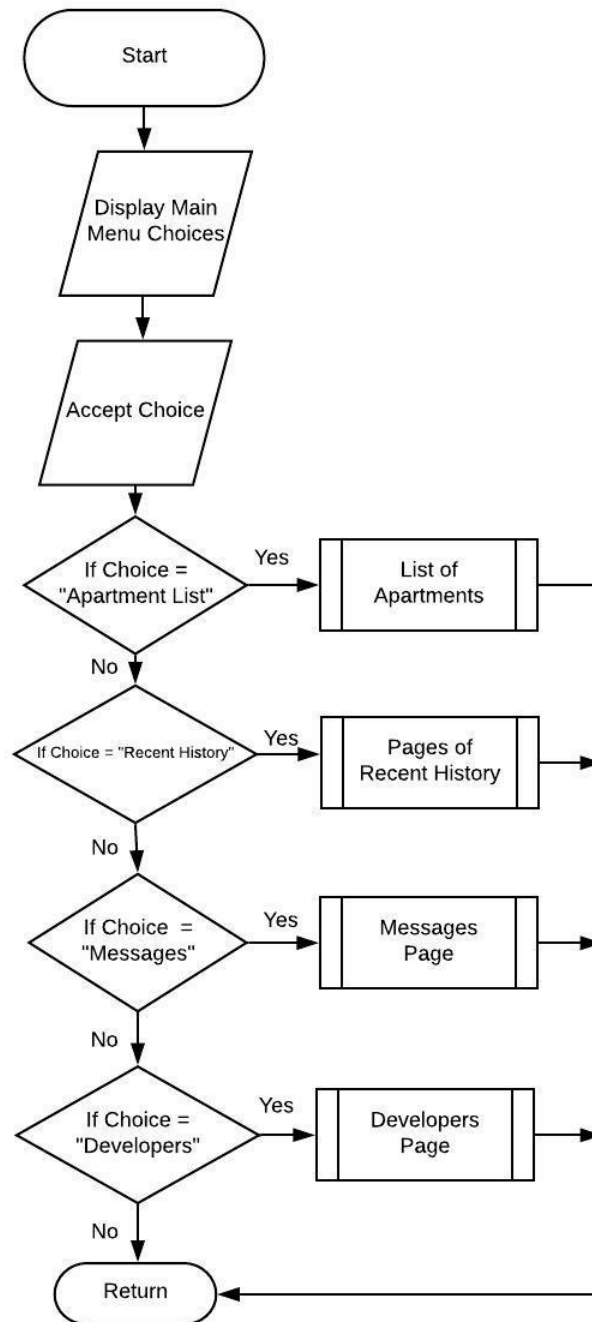 Start
Display Main
Menu Choices
Accept Choice
If Choice =
"Apartment List"
Yes
List of
Apartments
No
If Choice = "Recent History"
Yes
Pages of
Recent History
No
If Choice =
"Messages"
Yes
Messages
Page
No
If Choice =
"Developers"
Yes
Developers
Page
No
Return